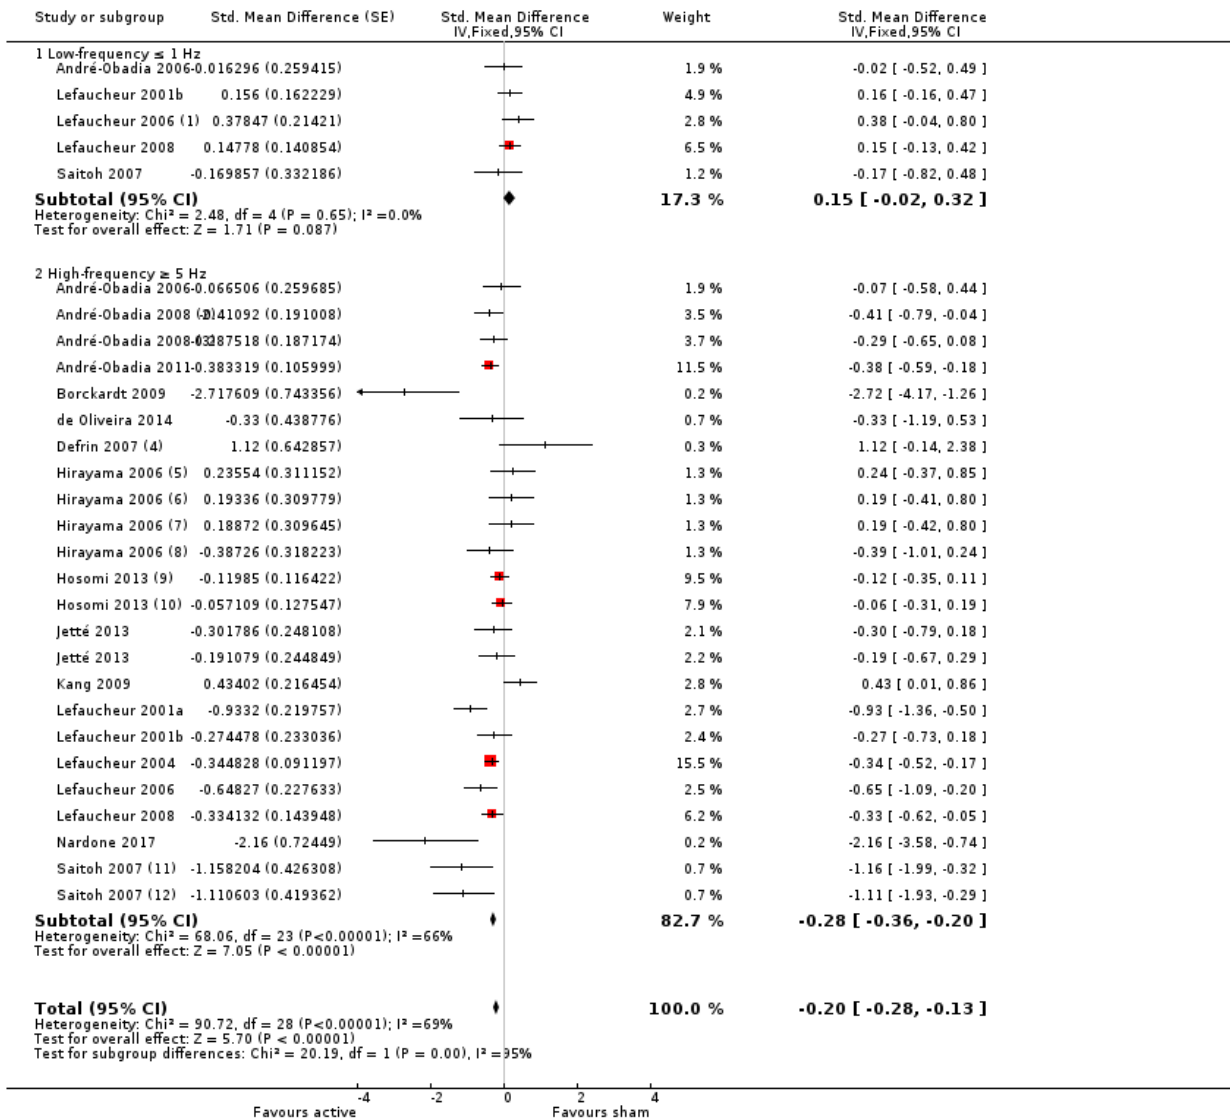 Study or subgroup Std. Mean Difference (SE) Std. Mean Difference Weight Std. Mean Difference
IV,Fixed,95% CI IV,Fixed,95% CI
1 Low-frequency ≤ 1 Hz
André-Obadia 2006 -0.016296 (0.259415) 1.9 % -0.02 [ -0.52, 0.49 ]
Lefaucheur 2001b 0.156 (0.162229) 4.9 % 0.16 [ -0.16, 0.47 ]
Lefaucheur 2006 (1) 0.37847 (0.21421) 2.8 % 0.38 [ -0.04, 0.80 ]
Lefaucheur 2008 0.14778 (0.140854) 6.5 % 0.15 [ -0.13, 0.42 ]
Saitoh 2007 -0.169857 (0.332186) 1.2 % -0.17 [ -0.82, 0.48 ]
Subtotal (95% CI) 17.3 % 0.15 [ -0.02, 0.32 ]
Heterogeneity: Chi² = 2.48, df = 4 (P = 0.65); I² =0.0%
Test for overall effect: Z = 1.71 (P = 0.087)
2 High-frequency ≥ 5 Hz
André-Obadia 2006 -0.066506 (0.259685) 1.9 % -0.07 [ -0.58, 0.44 ]
André-Obadia 2008 (2) -0.41092 (0.191008) 3.5 % -0.41 [ -0.79, -0.04 ]
André-Obadia 2008 (3) -0.287518 (0.187174) 3.7 % -0.29 [ -0.65, 0.08 ]
André-Obadia 2011 -0.383319 (0.105999) 11.5 % -0.38 [ -0.59, -0.18 ]
Borckardt 2009 -2.717609 (0.743356) 0.2 % -2.72 [ -4.17, -1.26 ]
de Oliveira 2014 -0.33 (0.438776) 0.7 % -0.33 [ -1.19, 0.53 ]
Defrin 2007 (4) 1.12 (0.642857) 0.3 % 1.12 [ -0.14, 2.38 ]
Hirayama 2006 (5) 0.23554 (0.311152) 1.3 % 0.24 [ -0.37, 0.85 ]
Hirayama 2006 (6) 0.19336 (0.309779) 1.3 % 0.19 [ -0.41, 0.80 ]
Hirayama 2006 (7) 0.18872 (0.309645) 1.3 % 0.19 [ -0.42, 0.80 ]
Hirayama 2006 (8) -0.38726 (0.318223) 1.3 % -0.39 [ -1.01, 0.24 ]
Hosomi 2013 (9) -0.11985 (0.116422) 9.5 % -0.12 [ -0.35, 0.11 ]
Hosomi 2013 (10) -0.057109 (0.127547) 7.9 % -0.06 [ -0.31, 0.19 ]
Jetté 2013 -0.301786 (0.248108) 2.1 % -0.30 [ -0.79, 0.18 ]
Jetté 2013 -0.191079 (0.244849) 2.2 % -0.19 [ -0.67, 0.29 ]
Kang 2009 0.43402 (0.216454) 2.8 % 0.43 [ 0.01, 0.86 ]
Lefaucheur 2001a -0.9332 (0.219757) 2.7 % -0.93 [ -1.36, -0.50 ]
Lefaucheur 2001b -0.274478 (0.233036) 2.4 % -0.27 [ -0.73, 0.18 ]
Lefaucheur 2004 -0.344828 (0.091197) 15.5 % -0.34 [ -0.52, -0.17 ]
Lefaucheur 2006 -0.64827 (0.227633) 2.5 % -0.65 [ -1.09, -0.20 ]
Lefaucheur 2008 -0.334132 (0.143948) 6.2 % -0.33 [ -0.62, -0.05 ]
Nardone 2017 -2.16 (0.72449) 0.2 % -2.16 [ -3.58, -0.74 ]
Saitoh 2007 (11) -1.158204 (0.426308) 0.7 % -1.16 [ -1.99, -0.32 ]
Saitoh 2007 (12) -1.110603 (0.419362) 0.7 % -1.11 [ -1.93, -0.29 ]
Subtotal (95% CI) 82.7 % -0.28 [ -0.36, -0.20 ]
Heterogeneity: Chi² = 68.06, df = 23 (P<0.00001); I² =66%
Test for overall effect: Z = 7.05 (P < 0.00001)
Total (95% CI) 100.0 % -0.20 [ -0.28, -0.13 ]
Heterogeneity: Chi² = 90.72, df = 28 (P<0.00001); I² =69%
Test for overall effect: Z = 5.70 (P < 0.00001)
Test for subgroup differences: Chi² = 20.19, df = 1 (P = 0.00), I² =95%
-4 -2 0 2 4
Favours active Favours sham